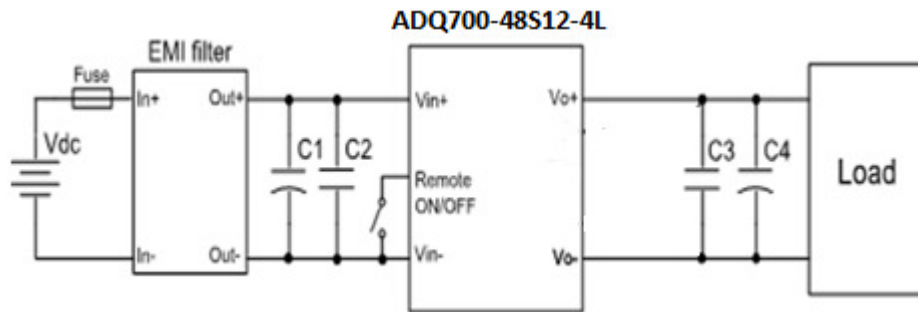 ADQ700-48S12-4L
EMI filter
Fuse
In+
Out+
Vin+
Vo+
Vdc
C1
C2
C3
C4
Remote
ON/OFF
Load
In-
Out-
Vin-
Vo-